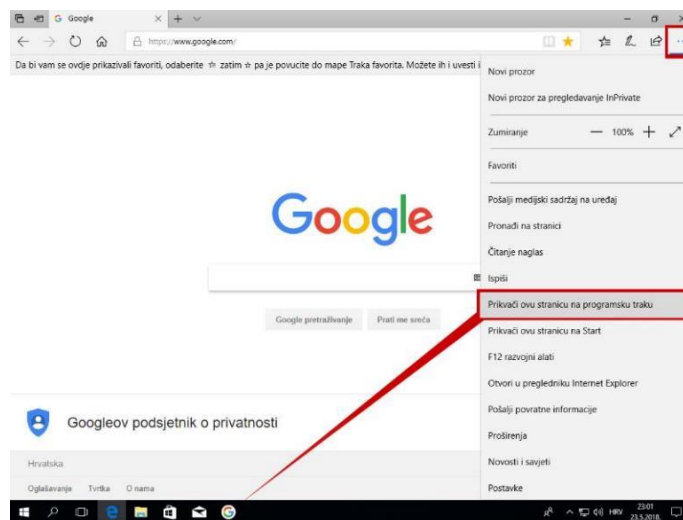 Google
https://www.google.com/
Da bi vam se ovdje prikazivali favoriti, odaberite ☆ zatim ☆ pa je povucite do mape Traka favorita. Možete ih i uvesti i
Novi prozor
Novi prozor za pregledavanje InPrivate
Zumiranje — 100% +
Favoriti
Pošalji medijski sadržaj na uređaj
Pronađi na stranici
Čitanje naglas
Ispiši
Prikvači ovu stranicu na programsku traku
Prikvači ovu stranicu na Start
F12 razvojni alati
Otvori u pregledniku Internet Explorer
Pošalji povratne informacije
Proširenja
Novosti i savjeti
Postavke
Google
Google pretraživanje Prati me sreća
Googleov podsjetnik o privatnosti
Hrvatska
Oglašavanje Tvrtka O nama
HRV 23:01
23.5.2018.